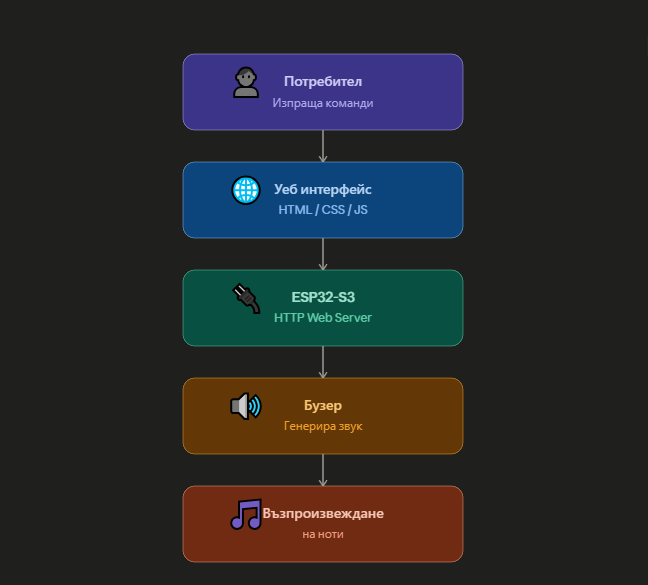 Потребител
Изпраща команди
Уеб интерфейс
HTML / CSS / JS
ESP32-S3
HTTP Web Server
Бузер
Генерира звук
Възпроизвеждане
на ноти